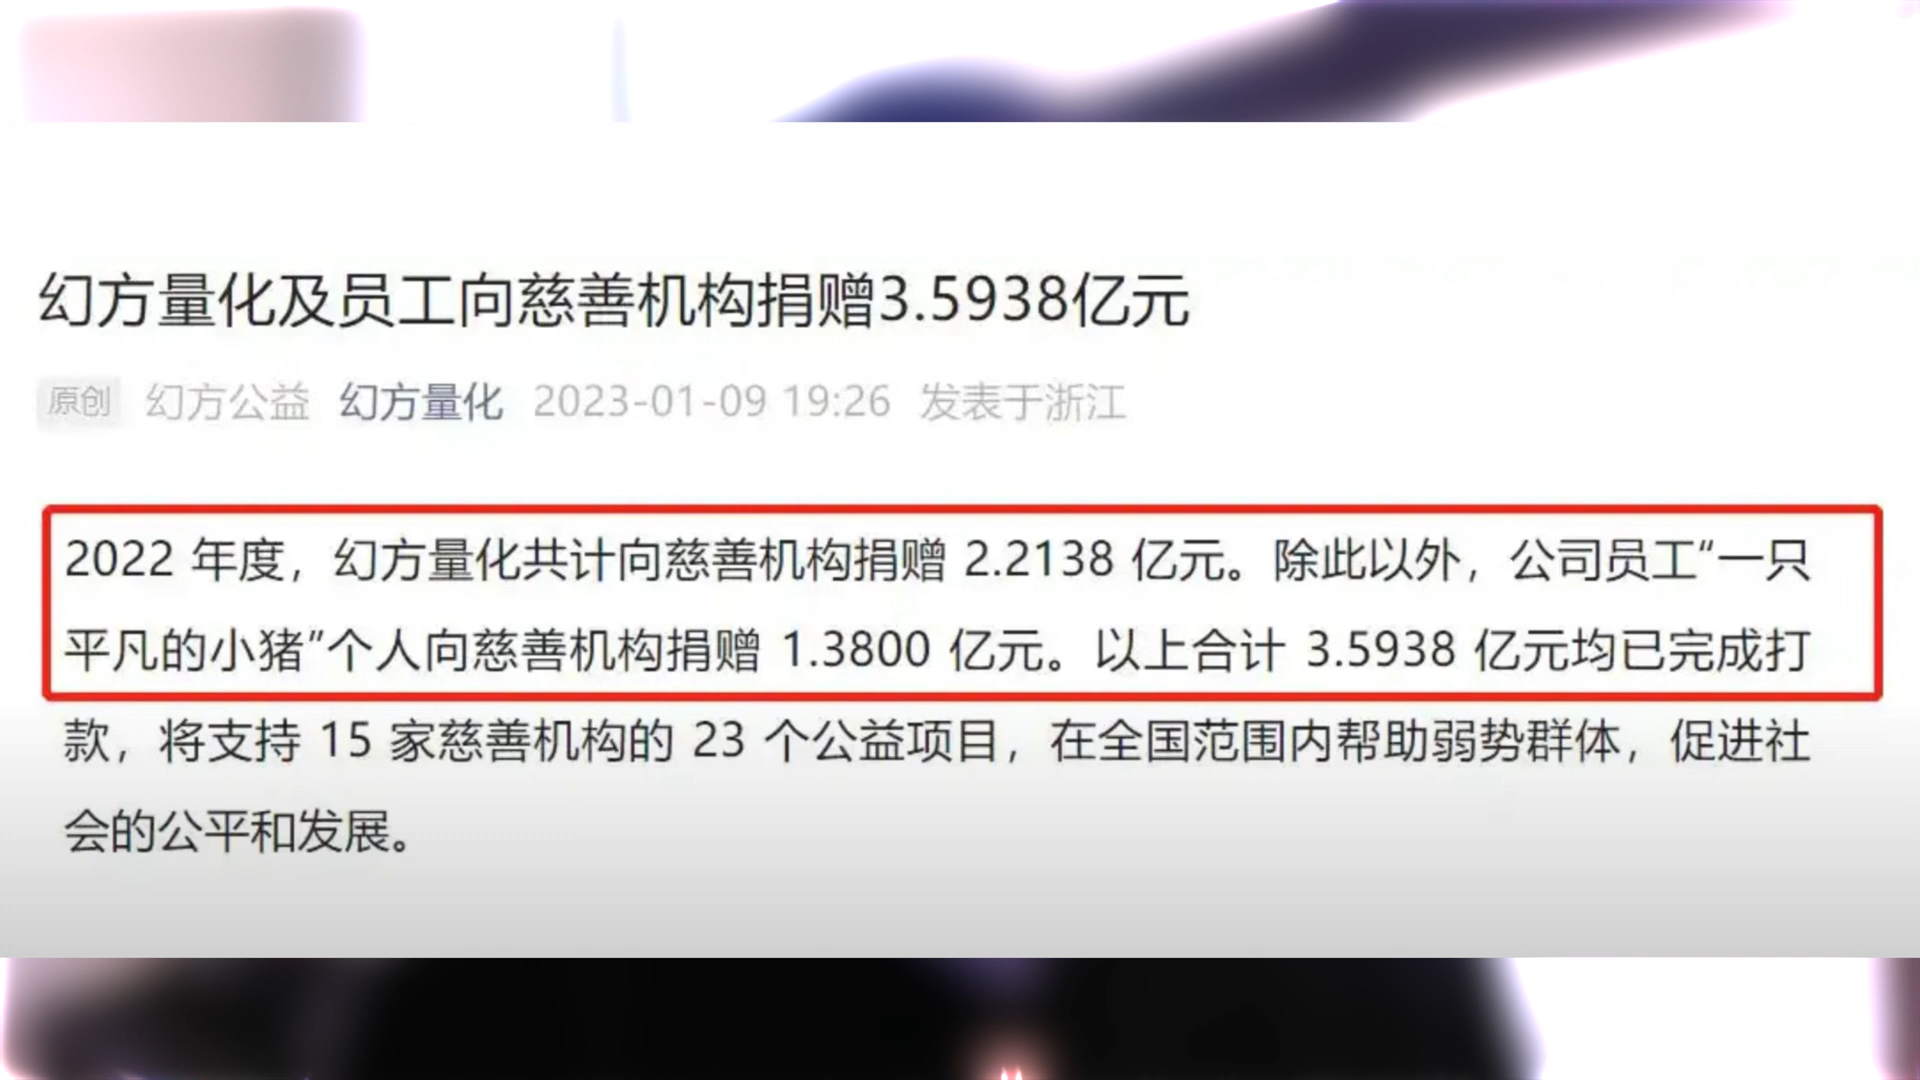 幻方量化及员工向慈善机构捐赠3.5938亿元
原创 幻方公益 幻方量化 2023-01-09 19:26 发表于浙江
2022 年度，幻方量化共计向慈善机构捐赠 2.2138 亿元。除此以外，公司员工“一只
平凡的小猪”个人向慈善机构捐赠 1.3800 亿元。以上合计 3.5938 亿元均已完成打
款，将支持 15 家慈善机构的 23 个公益项目，在全国范围内帮助弱势群体，促进社
会的公平和发展。